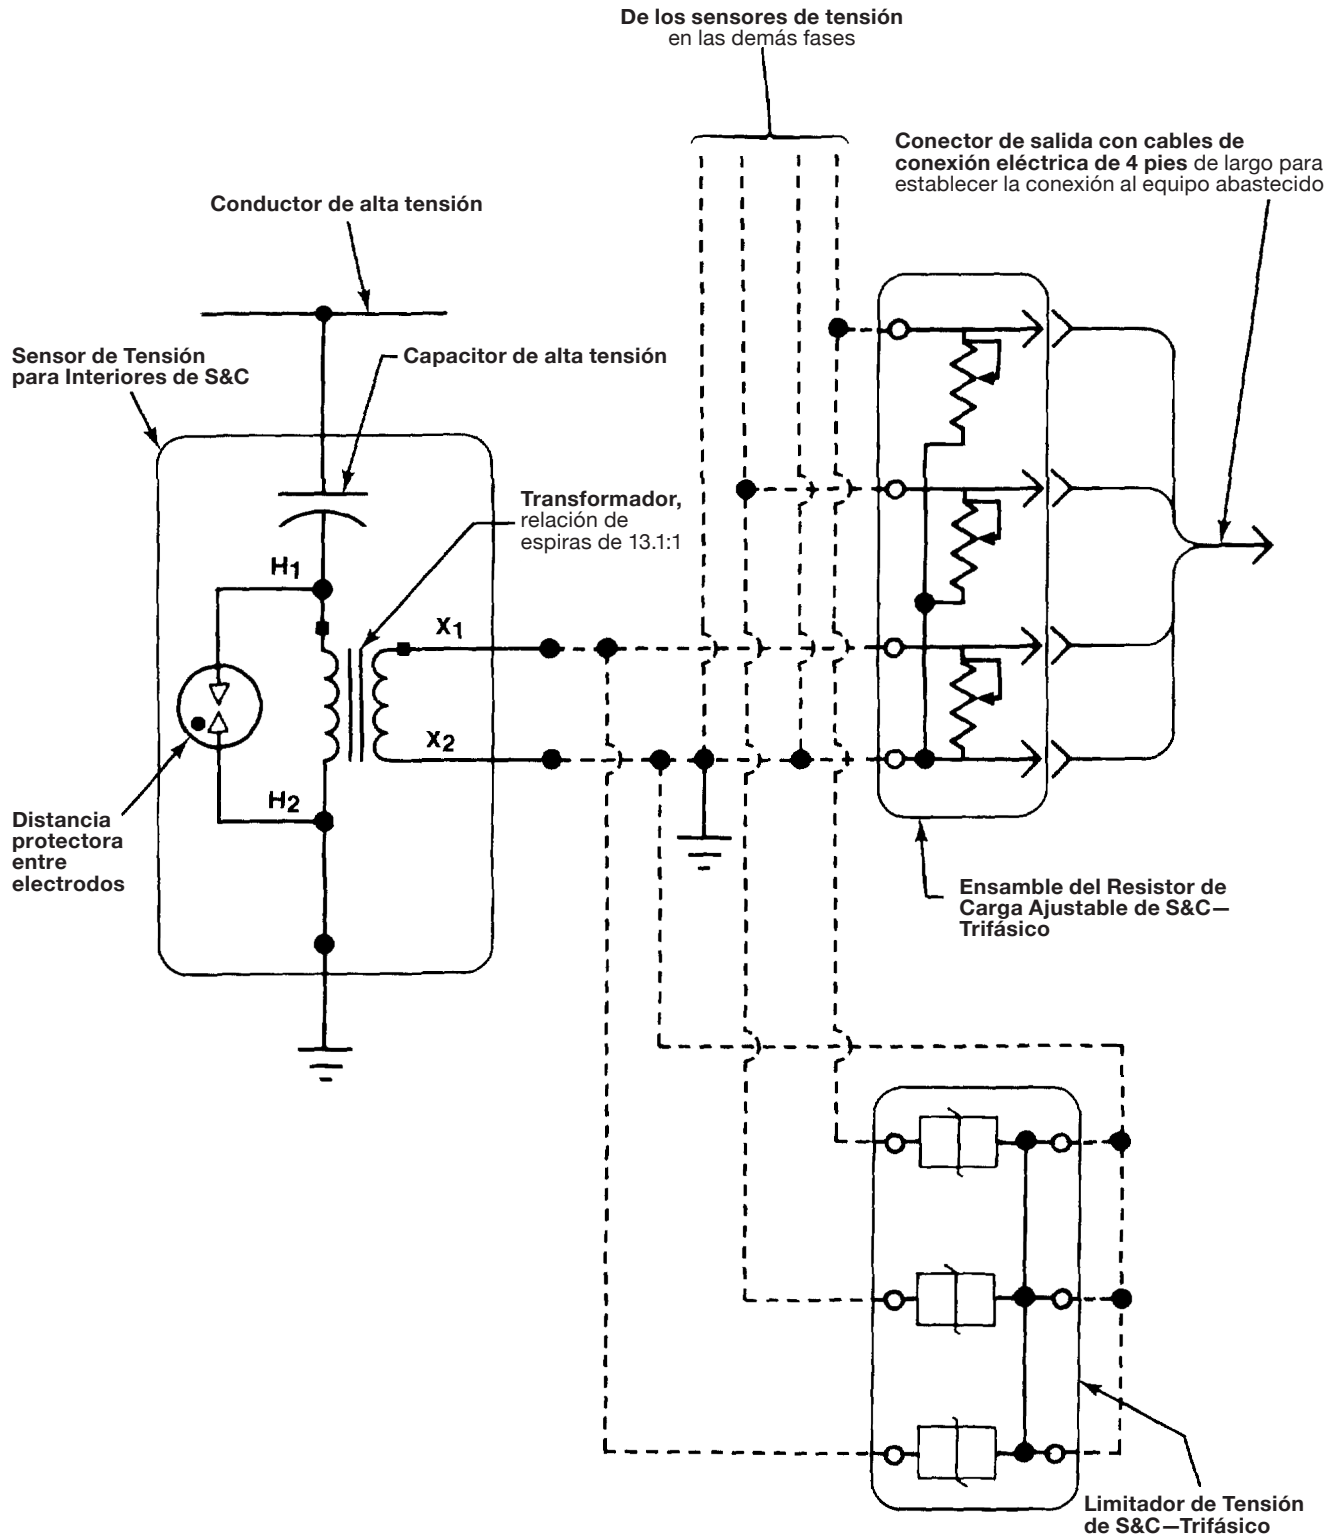 De los sensores de tensión
en las demás fases
Conector de salida con cables de
conexión eléctrica de 4 pies de largo para
establecer la conexión al equipo abastecido
Conductor de alta tensión
Sensor de Tensión
para Interiores de S&C
Capacitor de alta tensión
Transformador,
relación de
espiras de 13.1:1
H1
X1
X2
H2
Distancia
protectora
entre
electrodos
Ensamble del Resistor de
Carga Ajustable de S&C—
Trifásico
Limitador de Tensión
de S&C—Trifásico